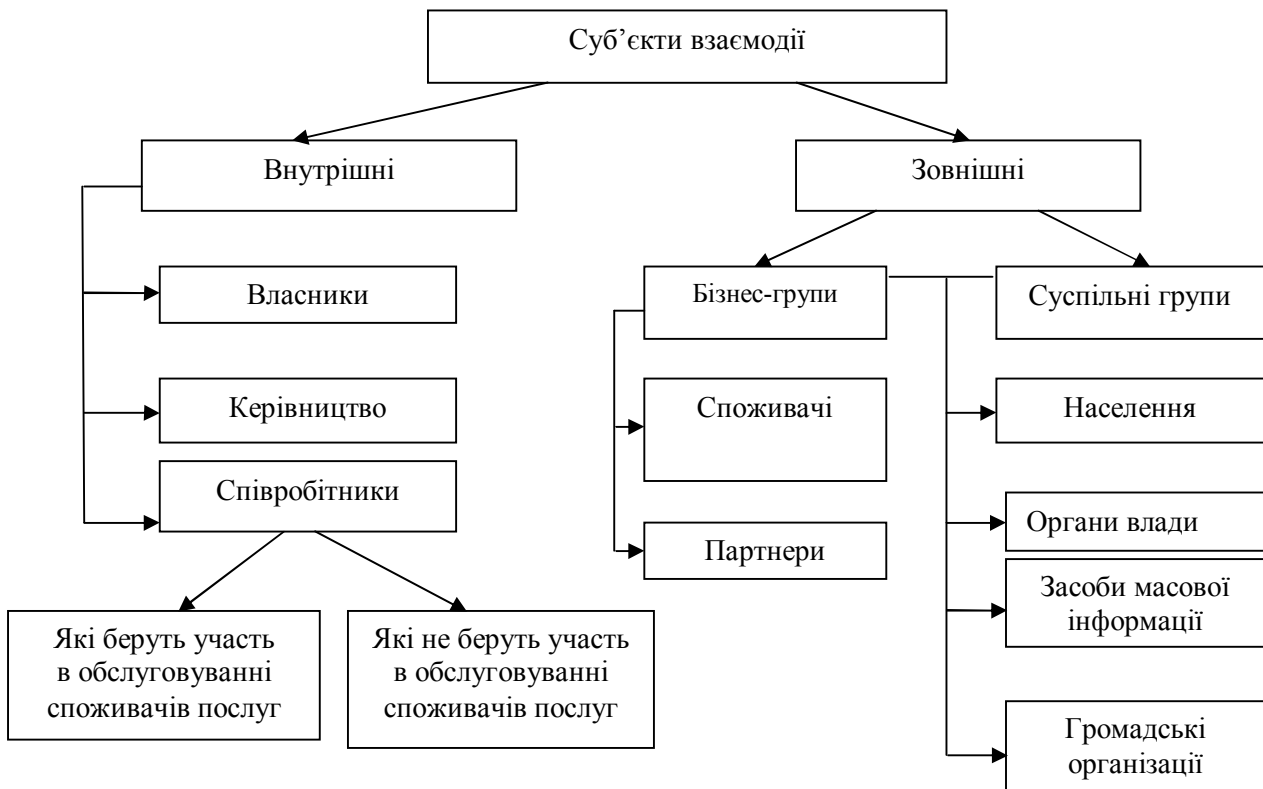 Суб’єкти взаємодії
Внутрішні
Зовнішні
Власники
Керівництво
Співробітники
Які беруть участь
в обслуговуванні
споживачів послуг
Які не беруть участь
в обслуговуванні
споживачів послуг
Бізнес-групи
Споживачі
Партнери
Суспільні групи
Населення
Органи влади
Засоби масової
інформації
Громадські
організації